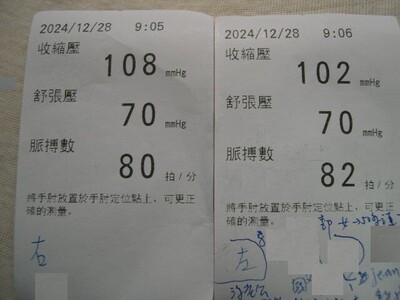 2024/12/28 9:05
收縮壓
108 mmHg
舒張壓
70 mmHg
脈搏數
80 拍/分
將手肘放置於手肘定位點上,可更正
確的測量。
右
2024/12/28 9:06
收縮壓
102 mmHg
舒張壓
70 mmHg
脈搏數
82 拍/分
將手肘放置於手肘定位點上,可更正
確的測量。
左